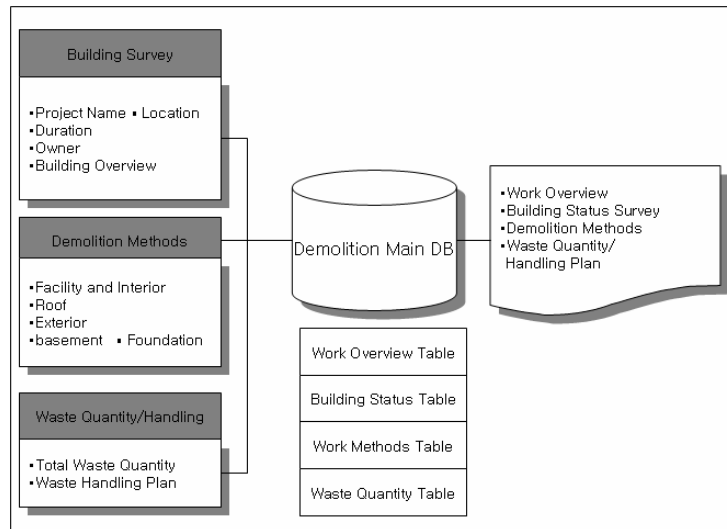 Building Survey
▪Project Name ▪ Location
▪Duration
▪Owner
▪Building Overview
Demolition Methods
▪Facility and Interior
▪Roof
▪Exterior
▪basement ▪ Foundation
Waste Quantity/Handling
▪Total Waste Quantity
▪Waste Handling Plan
Demolition Main DB
Work Overview Table
Building Status Table
Work Methods Table
Waste Quantity Table
▪Work Overview
▪Building Status Survey
▪Demolition Methods
▪Waste Quantity/
Handling Plan